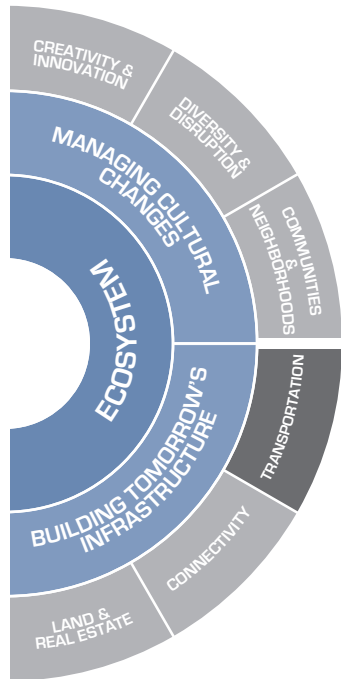 CREATIVITY &
INNOVATION
DIVERSITY &
DISRUPTION
COMMUNITIES
&
NEIGHBORHOODS
MANAGING CULTURAL
CHANGES
ECOSYSTEM
BUILDING TOMORROW'S
INFRASTRUCTURE
TRANSPORTATION
CONNECTIVITY
LAND &
REAL ESTATE